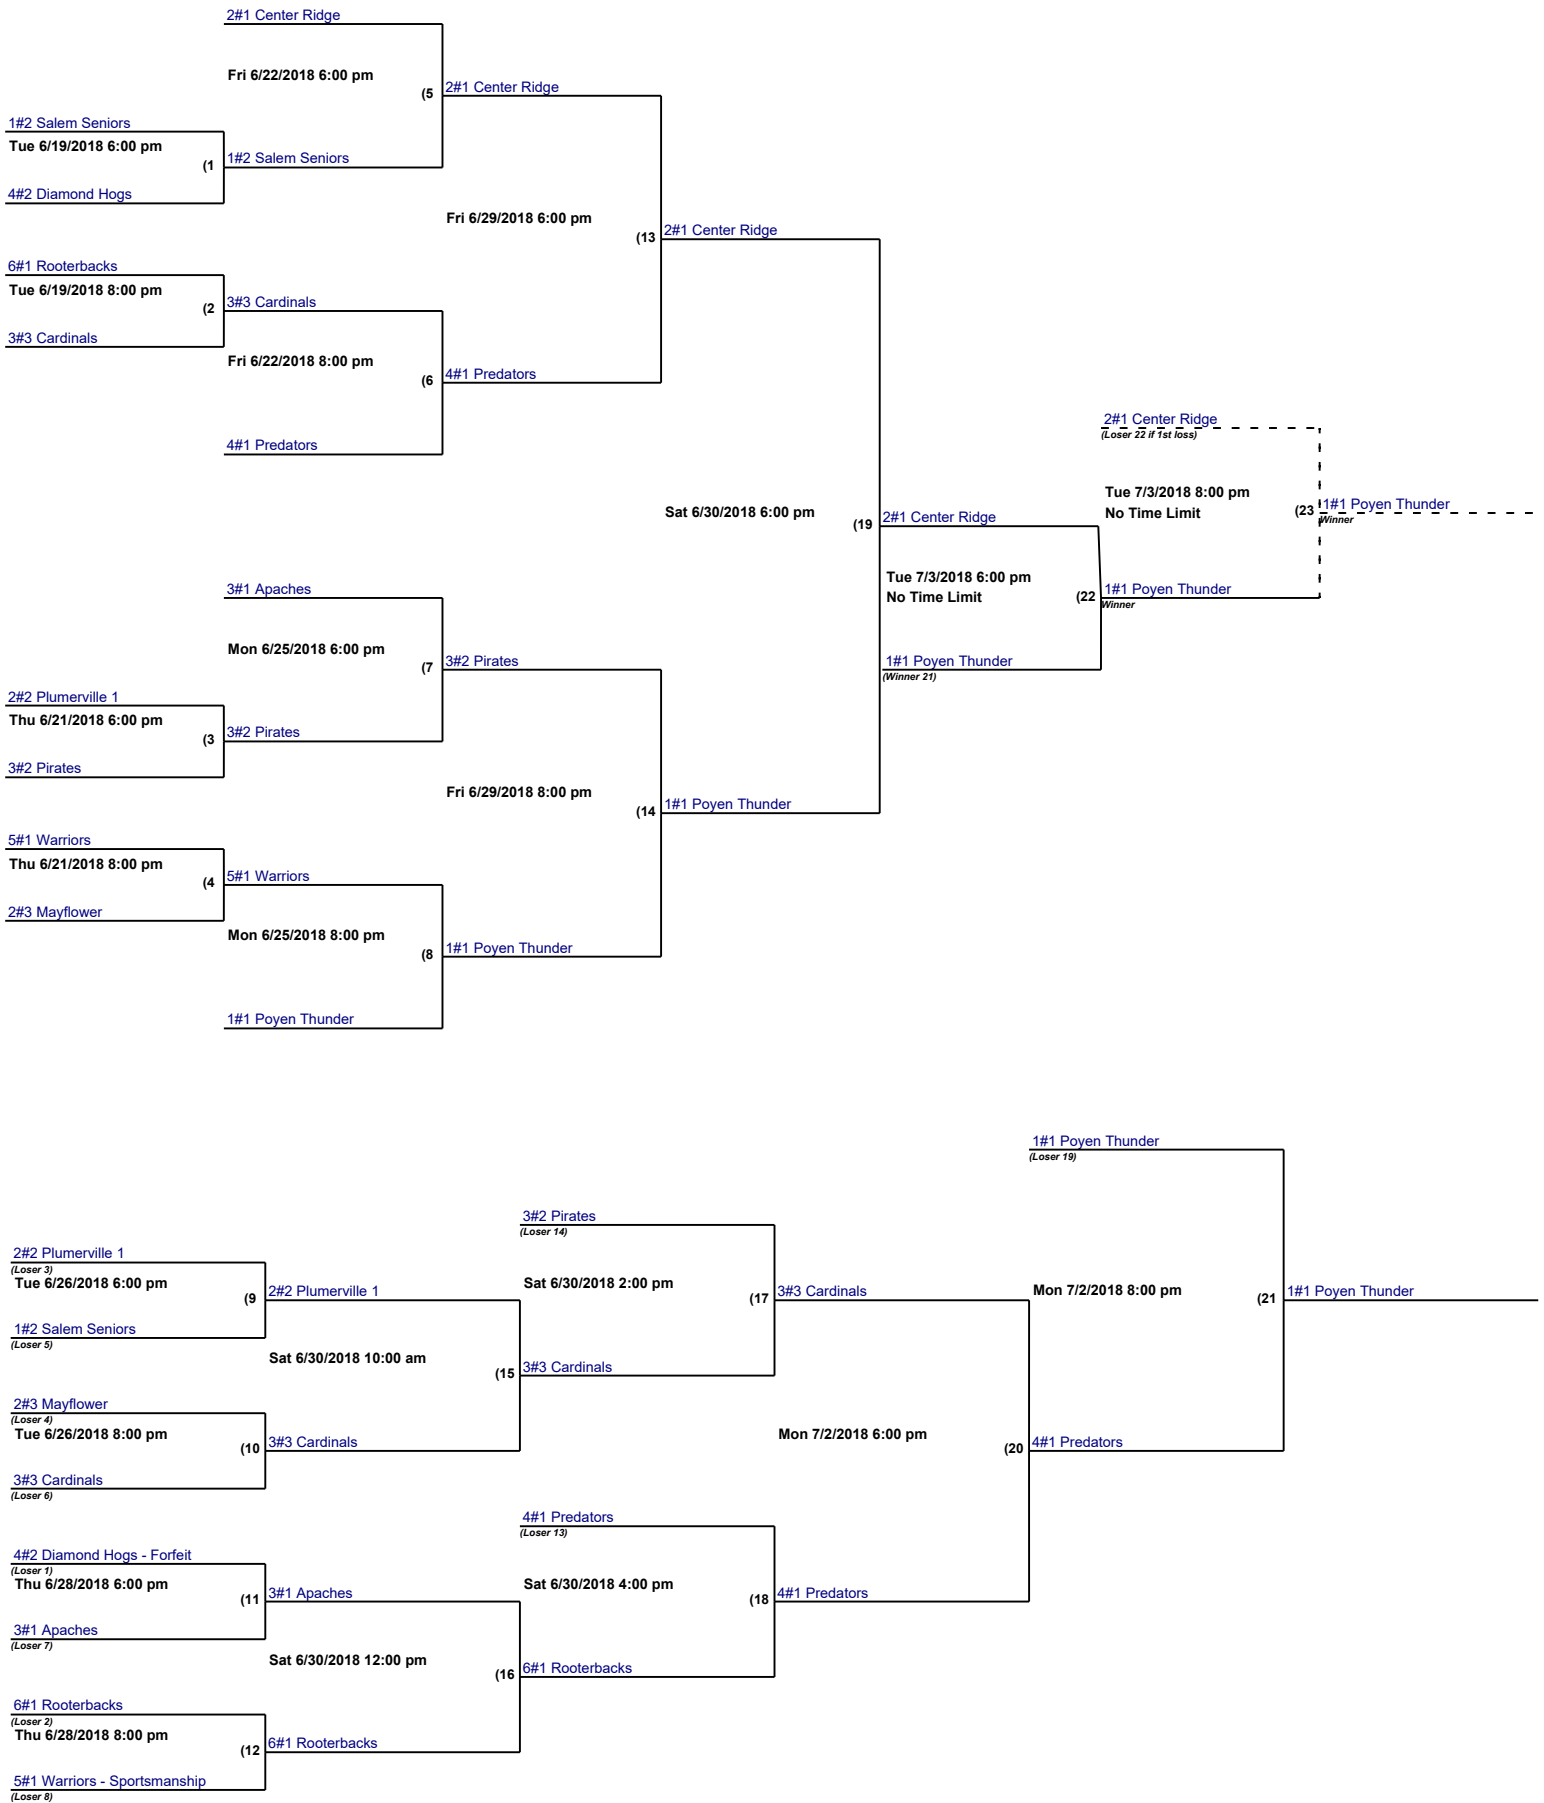 2#1 Center Ridge
Fri 6/22/2018 6:00 pm
(5
2#1 Center Ridge
1#2 Salem Seniors
Tue 6/19/2018 6:00 pm
(1
1#2 Salem Seniors
4#2 Diamond Hogs
Fri 6/29/2018 6:00 pm
(13
2#1 Center Ridge
6#1 Rooterbacks
Tue 6/19/2018 8:00 pm
(2
3#3 Cardinals
3#3 Cardinals
Fri 6/22/2018 8:00 pm
(6
4#1 Predators
4#1 Predators
2#1 Center Ridge
(Loser 22 if 1st loss)
Tue 7/3/2018 8:00 pm
No Time Limit
(23
1#1 Poyen Thunder
Winner
Sat 6/30/2018 6:00 pm
(19
2#1 Center Ridge
Tue 7/3/2018 6:00 pm
No Time Limit
(22
1#1 Poyen Thunder
Winner
1#1 Poyen Thunder
(Winner 21)
3#1 Apaches
Mon 6/25/2018 6:00 pm
(7
3#2 Pirates
2#2 Plumerville 1
Thu 6/21/2018 6:00 pm
(3
3#2 Pirates
3#2 Pirates
Fri 6/29/2018 8:00 pm
(14
1#1 Poyen Thunder
5#1 Warriors
Thu 6/21/2018 8:00 pm
(4
5#1 Warriors
2#3 Mayflower
Mon 6/25/2018 8:00 pm
(8
1#1 Poyen Thunder
1#1 Poyen Thunder
1#1 Poyen Thunder
(Loser 19)
3#2 Pirates
(Loser 14)
2#2 Plumerville 1
(Loser 3)
Tue 6/26/2018 6:00 pm
(9
2#2 Plumerville 1
Sat 6/30/2018 2:00 pm
(17
3#3 Cardinals
Mon 7/2/2018 8:00 pm
(21
1#1 Poyen Thunder
1#2 Salem Seniors
(Loser 5)
Sat 6/30/2018 10:00 am
(15
3#3 Cardinals
2#3 Mayflower
(Loser 4)
Tue 6/26/2018 8:00 pm
(10
3#3 Cardinals
Mon 7/2/2018 6:00 pm
(20
4#1 Predators
3#3 Cardinals
(Loser 6)
4#1 Predators
(Loser 13)
4#2 Diamond Hogs - Forfeit
(Loser 1)
Thu 6/28/2018 6:00 pm
(11
3#1 Apaches
Sat 6/30/2018 4:00 pm
(18
4#1 Predators
3#1 Apaches
(Loser 7)
Sat 6/30/2018 12:00 pm
(16
6#1 Rooterbacks
6#1 Rooterbacks
(Loser 2)
Thu 6/28/2018 8:00 pm
(12
6#1 Rooterbacks
5#1 Warriors - Sportsmanship
(Loser 8)